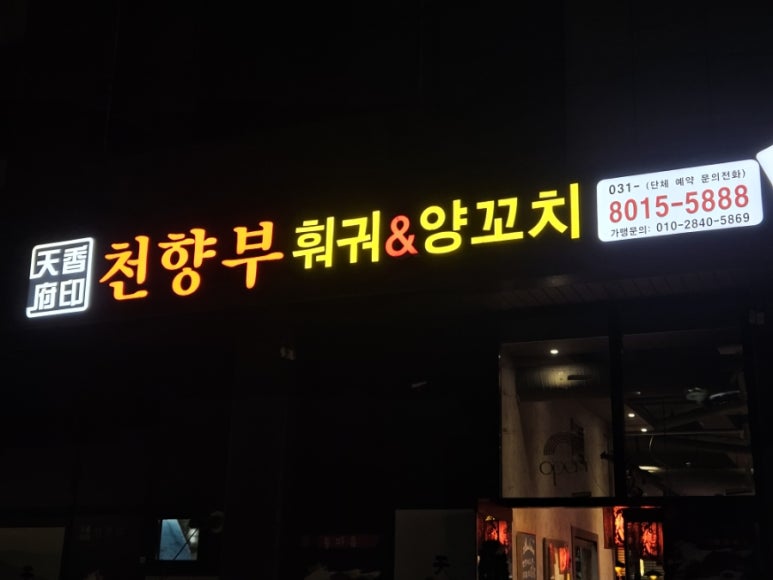 天香
府印
천향부 훠궈&양꼬치
031- (단체 예약 문의전화)
8015-5888
가맹문의: 010-2840-5869